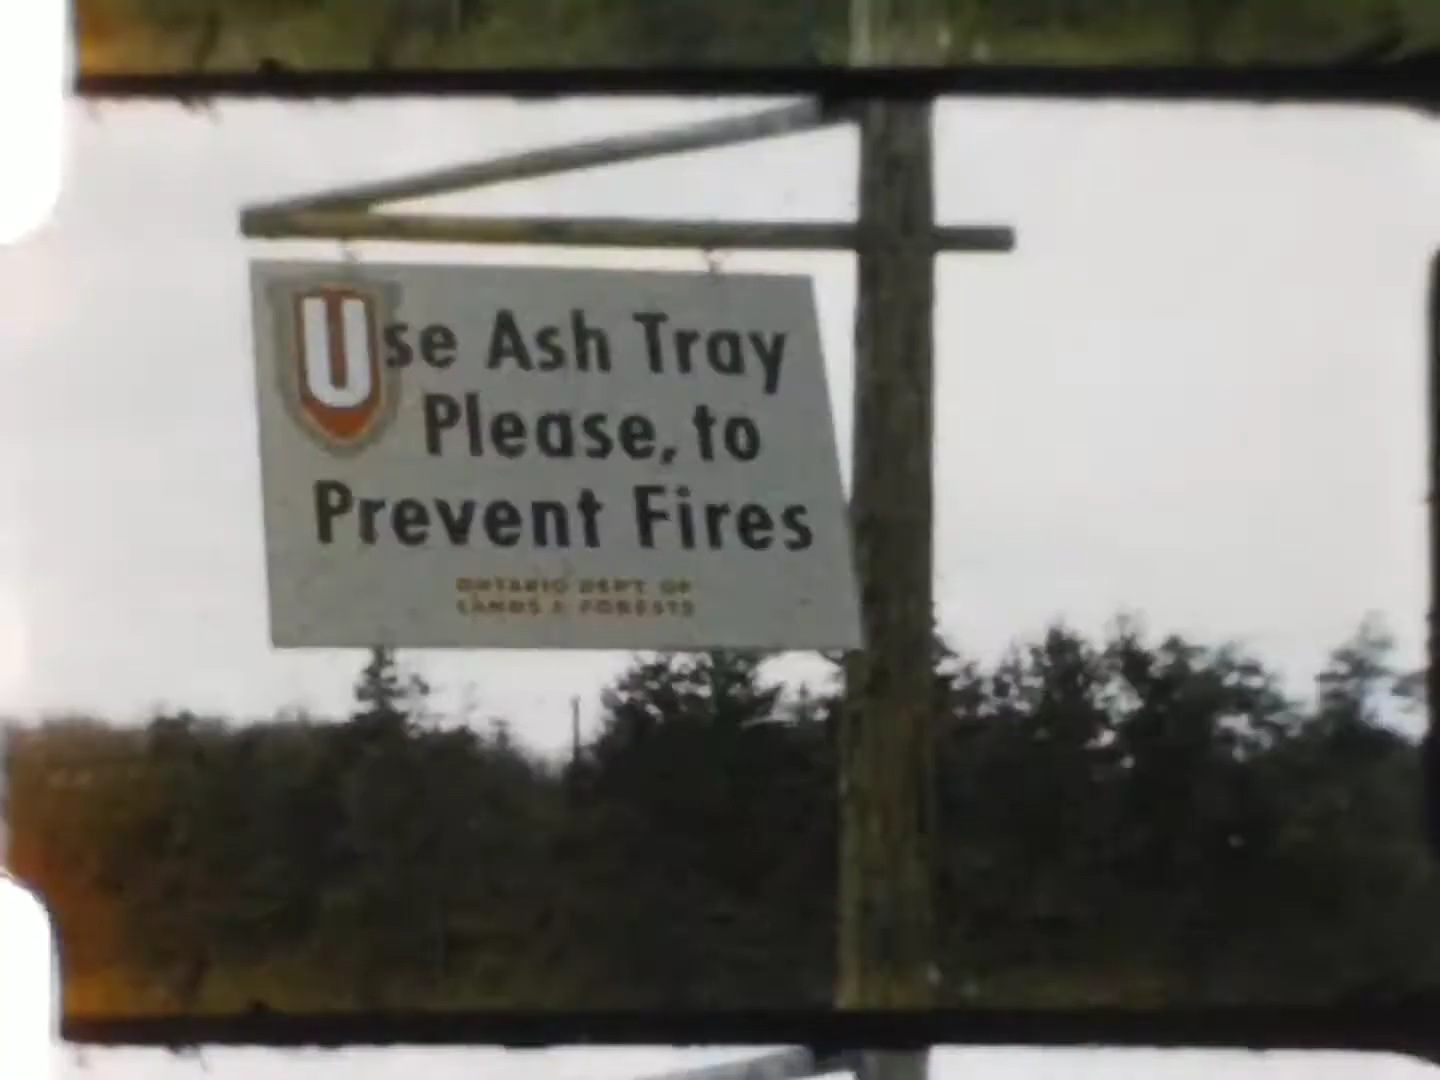 Use Ash Tray
Please, to
Prevent Fires
ONTARIO DEPT. OF
LANDS & FORESTS